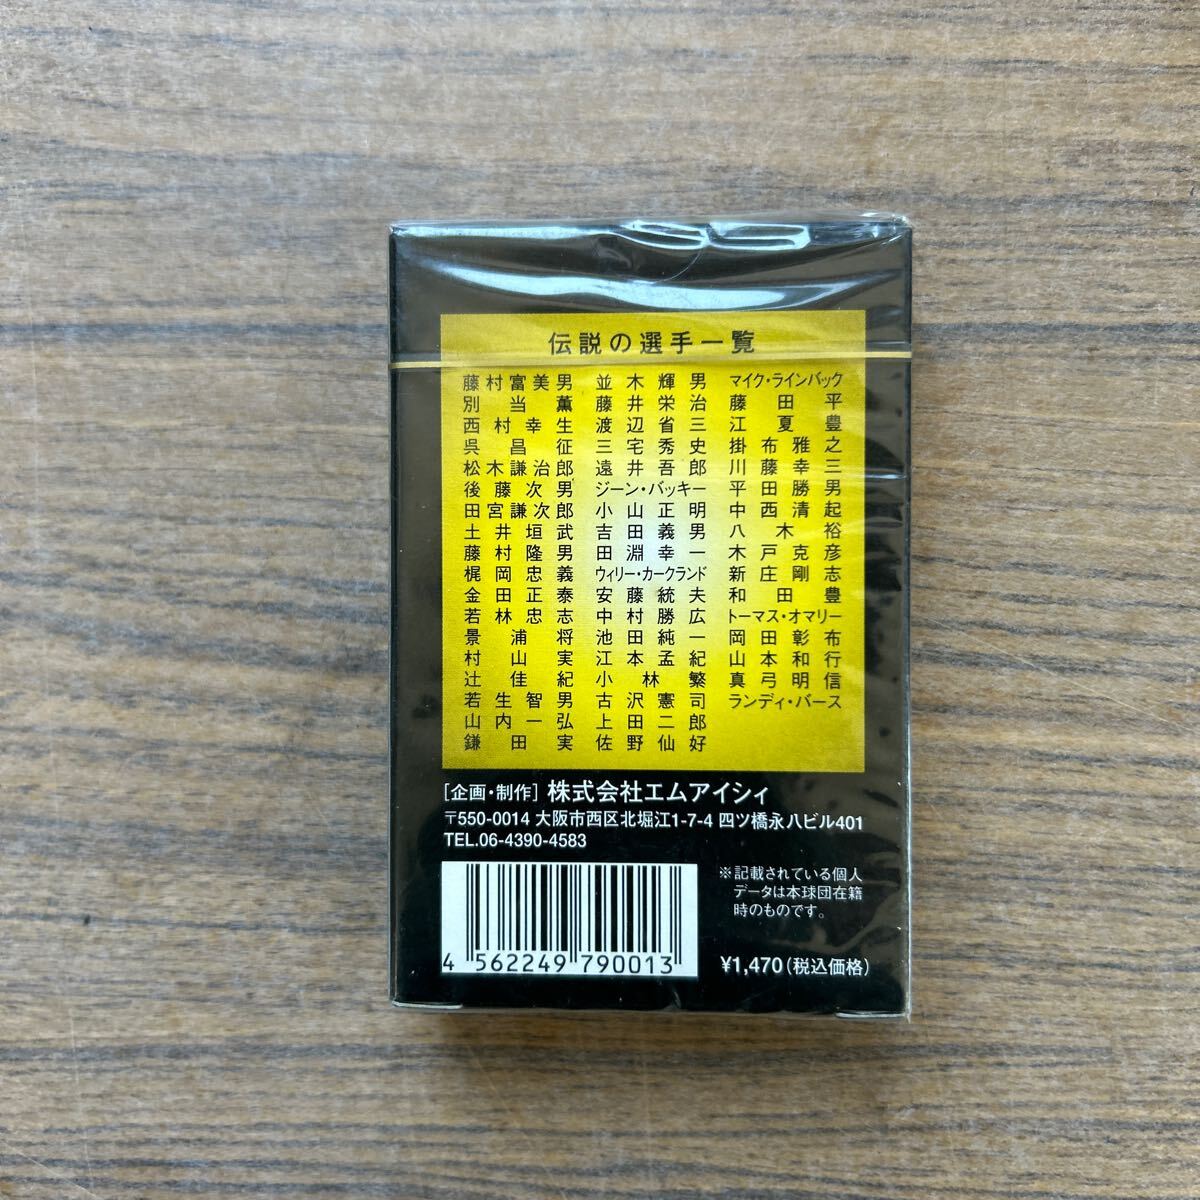 伝説の選手一覧
藤村富美男
別当薫
西村幸生
呉昌征
松木謙治郎
後藤次男
田宮謙次郎
土井垣武
藤村隆男
梶岡忠義
金田正泰
若林忠志
景浦将
村山実
辻佳紀
若生智男
山内一弘
鎌田実
並木輝男
藤井栄治
渡辺省三
三宅秀史
遠井吾郎
ジーン・バッキー
小山正明
吉田義男
田淵幸一
ウィリー・カークランド
安藤統夫
中村勝広
池田純一
江本孟紀
小林繁
古沢憲司
上田二郎
佐野仙好
マイク・ラインバック
藤田平
江夏豊
掛布雅之
川藤幸三
平田勝男
中西清起
八木裕
木戸克彦
新庄剛志
和田豊
トーマス・オマリー
岡田彰布
山本和行
真弓明信
ランディ・バース
[企画・制作] 株式会社エムアイシィ
〒550-0014 大阪市西区北堀江1-7-4 四ツ橋永八ビル401
TEL.06-4390-4583
4 562249 790013
※記載されている個人
データは本球団在籍
時のものです。
¥1,470(税込価格)